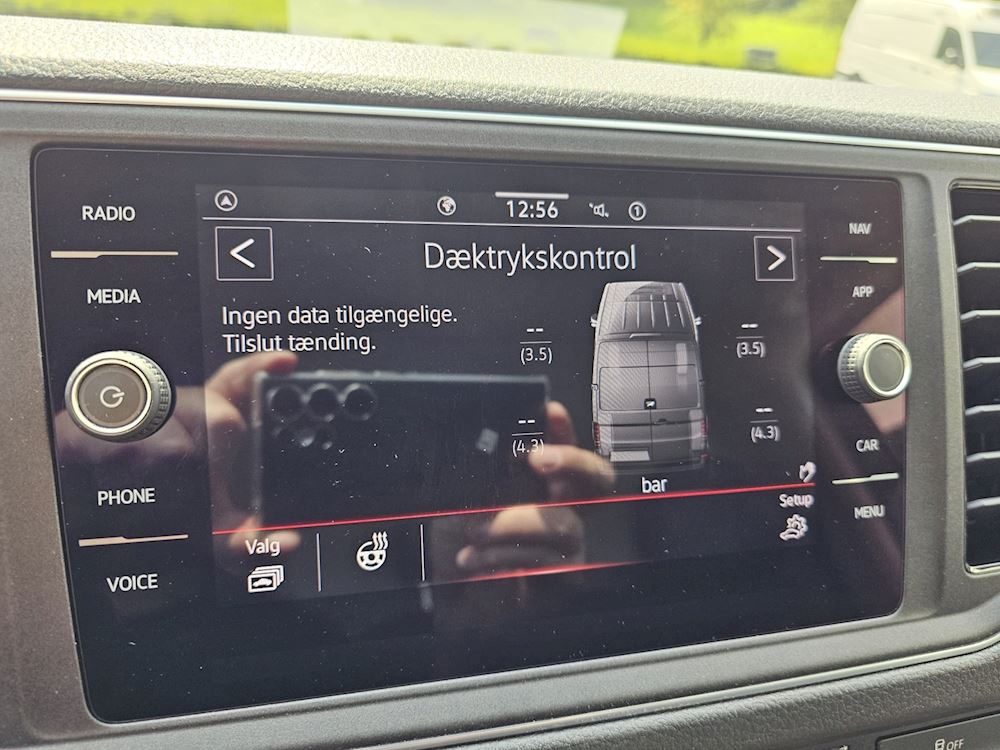 RADIO
MEDIA
PHONE
VOICE
12:56
1
Dæktrykskontrol
Ingen data tilgængelige.
Tilslut tænding.
--
(3.5)
--
(3.5)
--
(4.3)
--
(4.3)
bar
Valg
Setup
NAV
APP
CAR
MENU
OFF